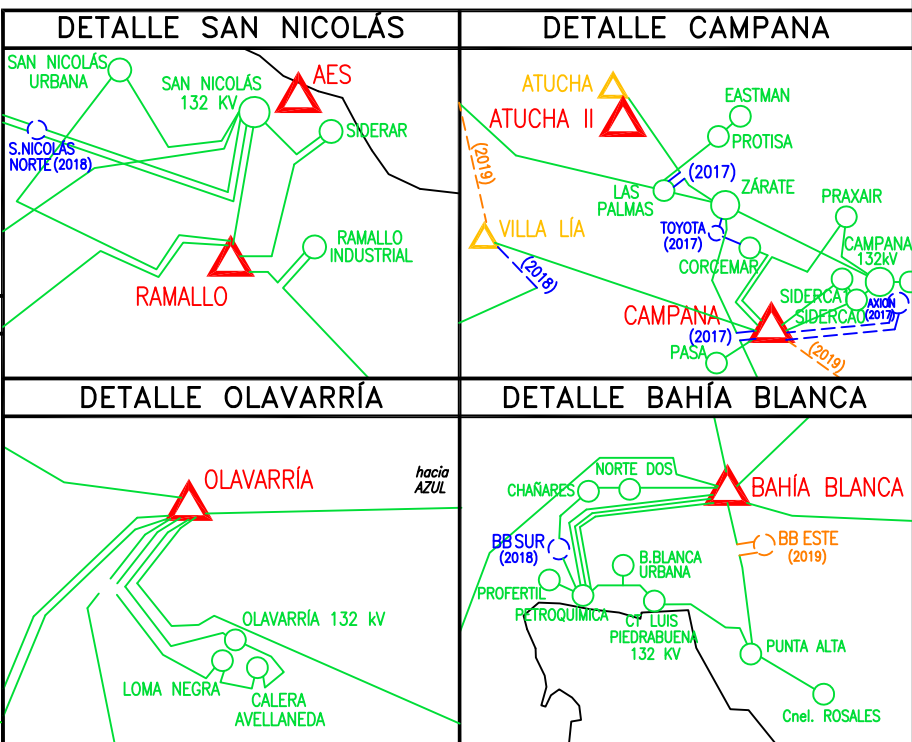 DETALLE SAN NICOLÁS
SAN NICOLÁS
URBANA
SAN NICOLÁS
132 KV
AES
SIDERAR
S.NICOLÁS
NORTE (2018)
RAMALLO
INDUSTRIAL
RAMALLO
DETALLE CAMPANA
ATUCHA
ATUCHA II
EASTMAN
PROTISA
(2019)
(2017)
LAS
PALMAS
ZÁRATE
PRAXAIR
VILLA LÍA
TOYOTA
(2017)
CORCEMAR
CAMPANA
132kV
(2018)
SIDERCA
SIDERCAO
AXION
(2017)
CAMPANA
(2017)
PASA
(2019)
DETALLE OLAVARRÍA
OLAVARRÍA
hacia
AZUL
OLAVARRÍA 132 kV
LOMA NEGRA
CALERA
AVELLANEDA
DETALLE BAHÍA BLANCA
NORTE DOS
CHAÑARES
BAHÍA BLANCA
BB SUR
(2018)
BB ESTE
(2019)
B.BLANCA
URBANA
PROFERTIL
PETROQUÍMICA
CT LUIS
PIEDRABUENA
132 KV
PUNTA ALTA
Cnel. ROSALES